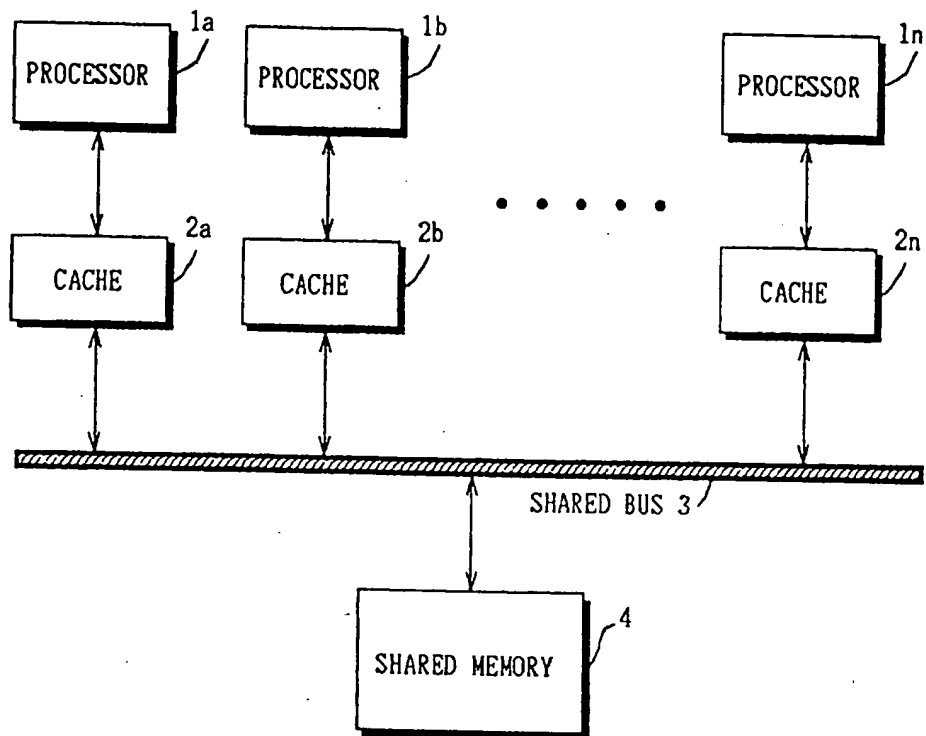 1a
1b
1n
PROCESSOR
PROCESSOR
PROCESSOR
2a
2b
2n
CACHE
CACHE
CACHE
SHARED BUS 3
4
SHARED MEMORY